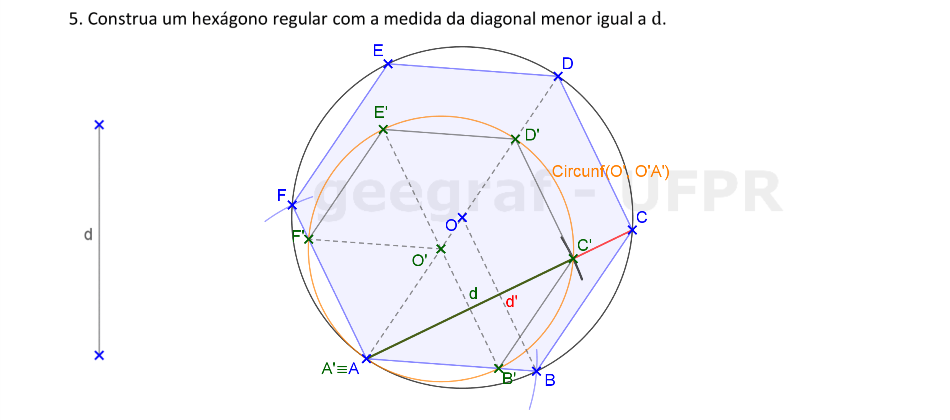 5. Construa um hexágono regular com a medida da diagonal menor igual a d.
E
D
E'
D'
Circunf(O', O'A')
geegraf - UFPR
F
C
O
F'
d
C'
O'
d
d'
A'≡A
B'
B